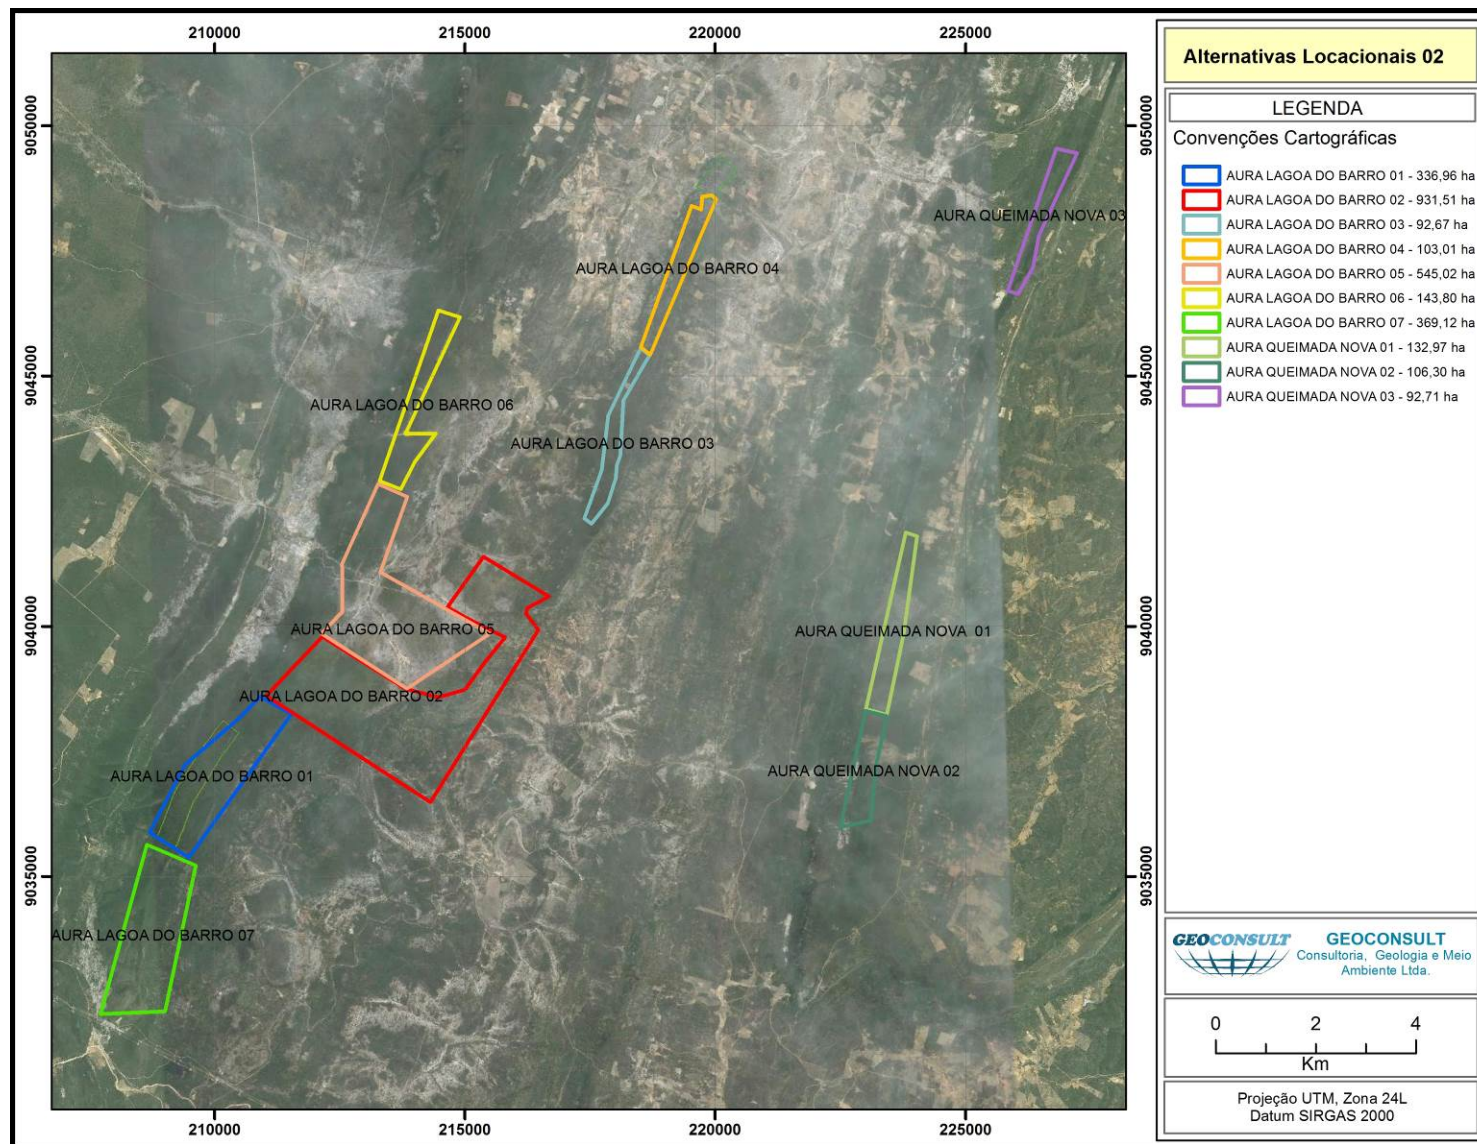 210000
215000
220000
225000
Alternativas Locacionais 02
LEGENDA
Convenções Cartográficas
AURA LAGOA DO BARRO 01 - 336,96 ha
AURA LAGOA DO BARRO 02 - 931,51 ha
AURA LAGOA DO BARRO 03 - 92,67 ha
AURA LAGOA DO BARRO 04 - 103,01 ha
AURA LAGOA DO BARRO 05 - 545,02 ha
AURA LAGOA DO BARRO 06 - 143,80 ha
AURA LAGOA DO BARRO 07 - 369,12 ha
AURA QUEIMADA NOVA 01 - 132,97 ha
AURA QUEIMADA NOVA 02 - 106,30 ha
AURA QUEIMADA NOVA 03 - 92,71 ha
9050000
9050000
AURA QUEIMADA NOVA 03
AURA LAGOA DO BARRO 04
9045000
9045000
AURA LAGOA DO BARRO 06
AURA LAGOA DO BARRO 03
9040000
AURA LAGOA DO BARRO 05
AURA QUEIMADA NOVA 01
9040000
AURA LAGOA DO BARRO 02
AURA LAGOA DO BARRO 01
AURA QUEIMADA NOVA 02
9035000
9035000
AURA LAGOA DO BARRO 07
GEOCONSULT
GEOCONSULT
Consultoria, Geologia e Meio
Ambiente Ltda.
0 2 4
Km
Projeção UTM, Zona 24L
Datum SIRGAS 2000
210000
215000
220000
225000